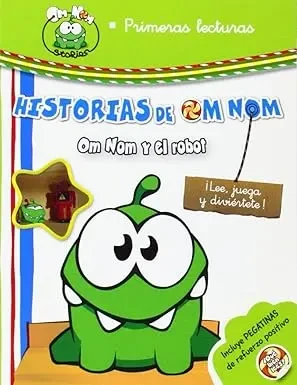 Om Nom
stories
Primeras lecturas
HISTORIAS DE OM NOM
Om Nom y el robot
¡Lee, juega
y diviértete!
Incluye PEGATINAS
de refuerzo positivo